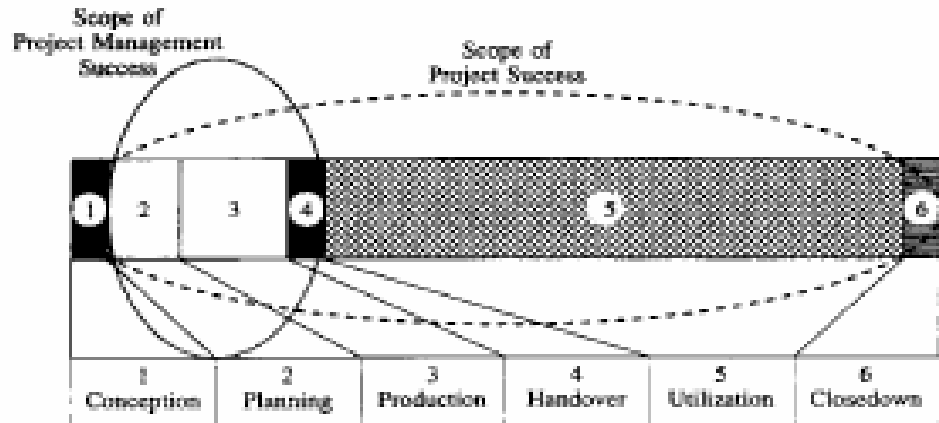 Scope of
Project Management
Success
Scope of
Project Success
1 2 3 4 5 6
1 2 3 4 5 6
Conception Planning Production Handover Utilization Closedown